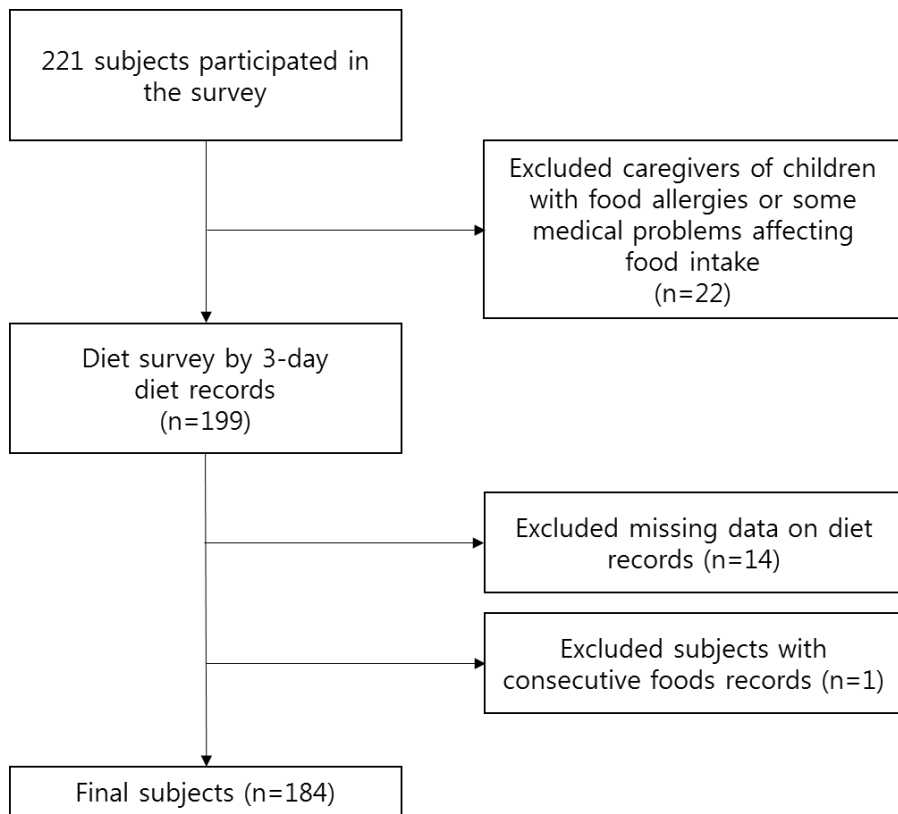 221 subjects participated in
the survey
Excluded caregivers of children
with food allergies or some
medical problems affecting
food intake
(n=22)
Diet survey by 3-day
diet records
(n=199)
Excluded missing data on diet
records (n=14)
Excluded subjects with
consecutive foods records (n=1)
Final subjects (n=184)